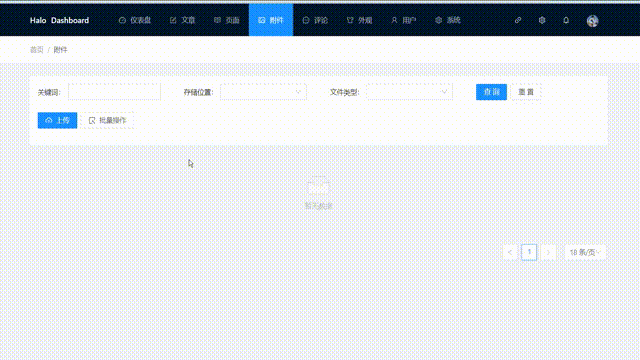 Halo Dashboard 仪表盘 文章 页面 附件 评论 外观 用户 系统
首页 / 附件
关键词: 存储位置: 文件类型: 查询 重置
上传 批量操作
暂无数据
1 18 条/页